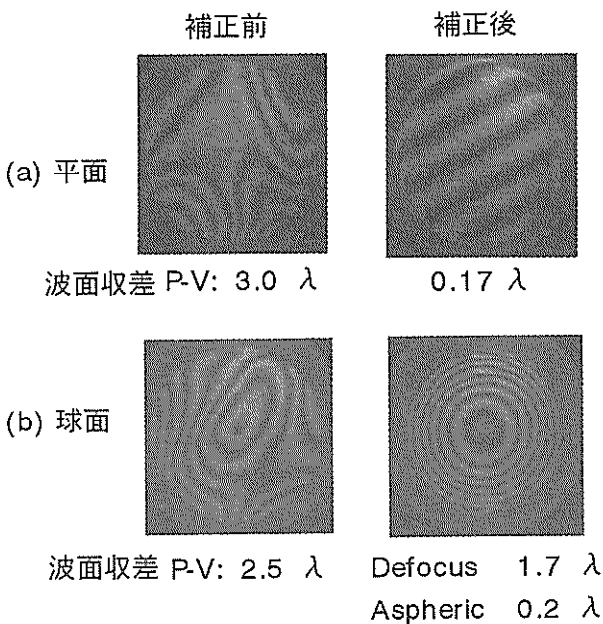 補正前 補正後
(a) 平面
波面収差 P-V: 3.0 λ 0.17 λ
(b) 球面
波面収差 P-V: 2.5 λ Defocus 1.7 λ
Aspheric 0.2 λ